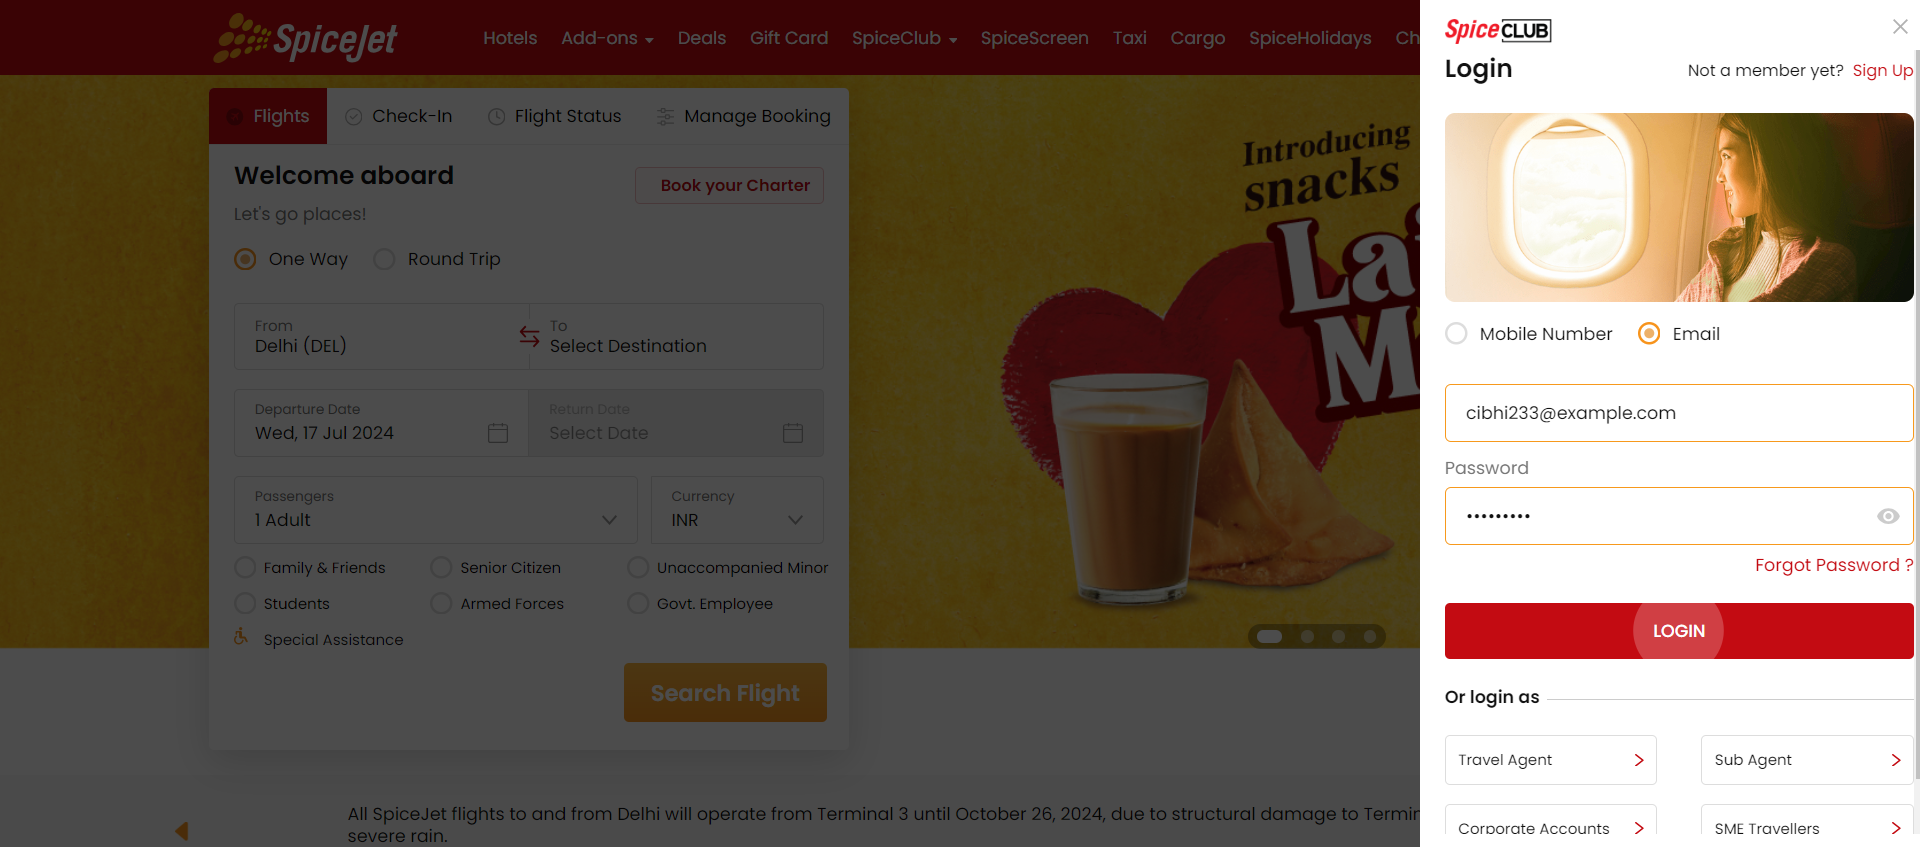 SpiceJet
Hotels Add-ons Deals Gift Card SpiceClub SpiceScreen Taxi Cargo SpiceHolidays Ch
Flights Check-In Flight Status Manage Booking
Welcome aboard
Book your Charter
Let's go places!
One Way Round Trip
From
Delhi (DEL)
To
Select Destination
Departure Date
Wed, 17 Jul 2024
Return Date
Select Date
Passengers
1 Adult
Currency
INR
Family & Friends Senior Citizen Unaccompanied Minor
Students Armed Forces Govt. Employee
Special Assistance
Search Flight
Introducing
snacks
La
M
All SpiceJet flights to and from Delhi will operate from Terminal 3 until October 26, 2024, due to structural damage to Termin
severe rain.
SpiceCLUB
Login
Not a member yet? Sign Up
Mobile Number Email
cibhi233@example.com
Password
•••••••••
Forgot Password ?
LOGIN
Or login as
Travel Agent Sub Agent
Corporate Accounts SME Travellers